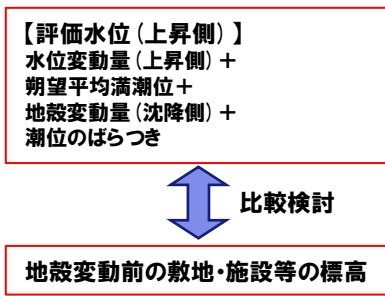 【評価水位(上昇側)】
水位変動量(上昇側)+
朔望平均満潮位+
地殻変動量(沈降側)+
潮位のばらつき
比較検討
地殻変動前の敷地・施設等の標高